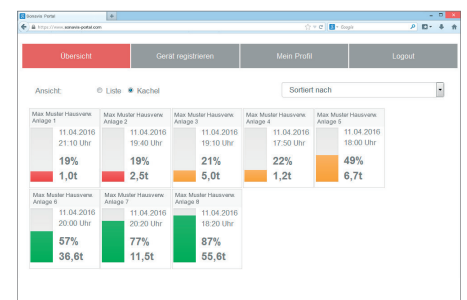 Sonavis Portal
https://www.sonavis-portal.com
Google
Übersicht
Gerät registrieren
Mein Profil
Logout
Ansicht:
Liste
Kachel
Sortiert nach
Max Muster Hausverw.
Anlage 1
11.04.2016
21:10 Uhr
19%
1,0t
Max Muster Hausverw.
Anlage 2
11.04.2016
19:40 Uhr
19%
2,5t
Max Muster Hausverw.
Anlage 3
11.04.2016
19:10 Uhr
21%
5,0t
Max Muster Hausverw.
Anlage 4
11.04.2016
17:50 Uhr
22%
1,2t
Max Muster Hausverw.
Anlage 5
11.04.2016
18:00 Uhr
49%
6,7t
Max Muster Hausverw.
Anlage 6
11.04.2016
20:00 Uhr
57%
36,6t
Max Muster Hausverw.
Anlage 7
11.04.2016
20:20 Uhr
77%
11,5t
Max Muster Hausverw.
Anlage 8
11.04.2016
18:20 Uhr
87%
55,6t